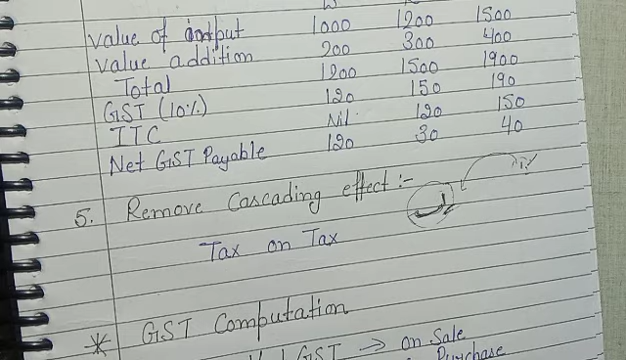 Value of input 1000 1200 1500
Value addition 200 300 400
Total 1200 1500 1900
GST (10%) 120 150 190
ITC Nil 120 150
Net GST Payable 120 30 40
5. Remove Cascading effect :-
Tax on Tax
* GST Computation
GST → on Sale
Purchase